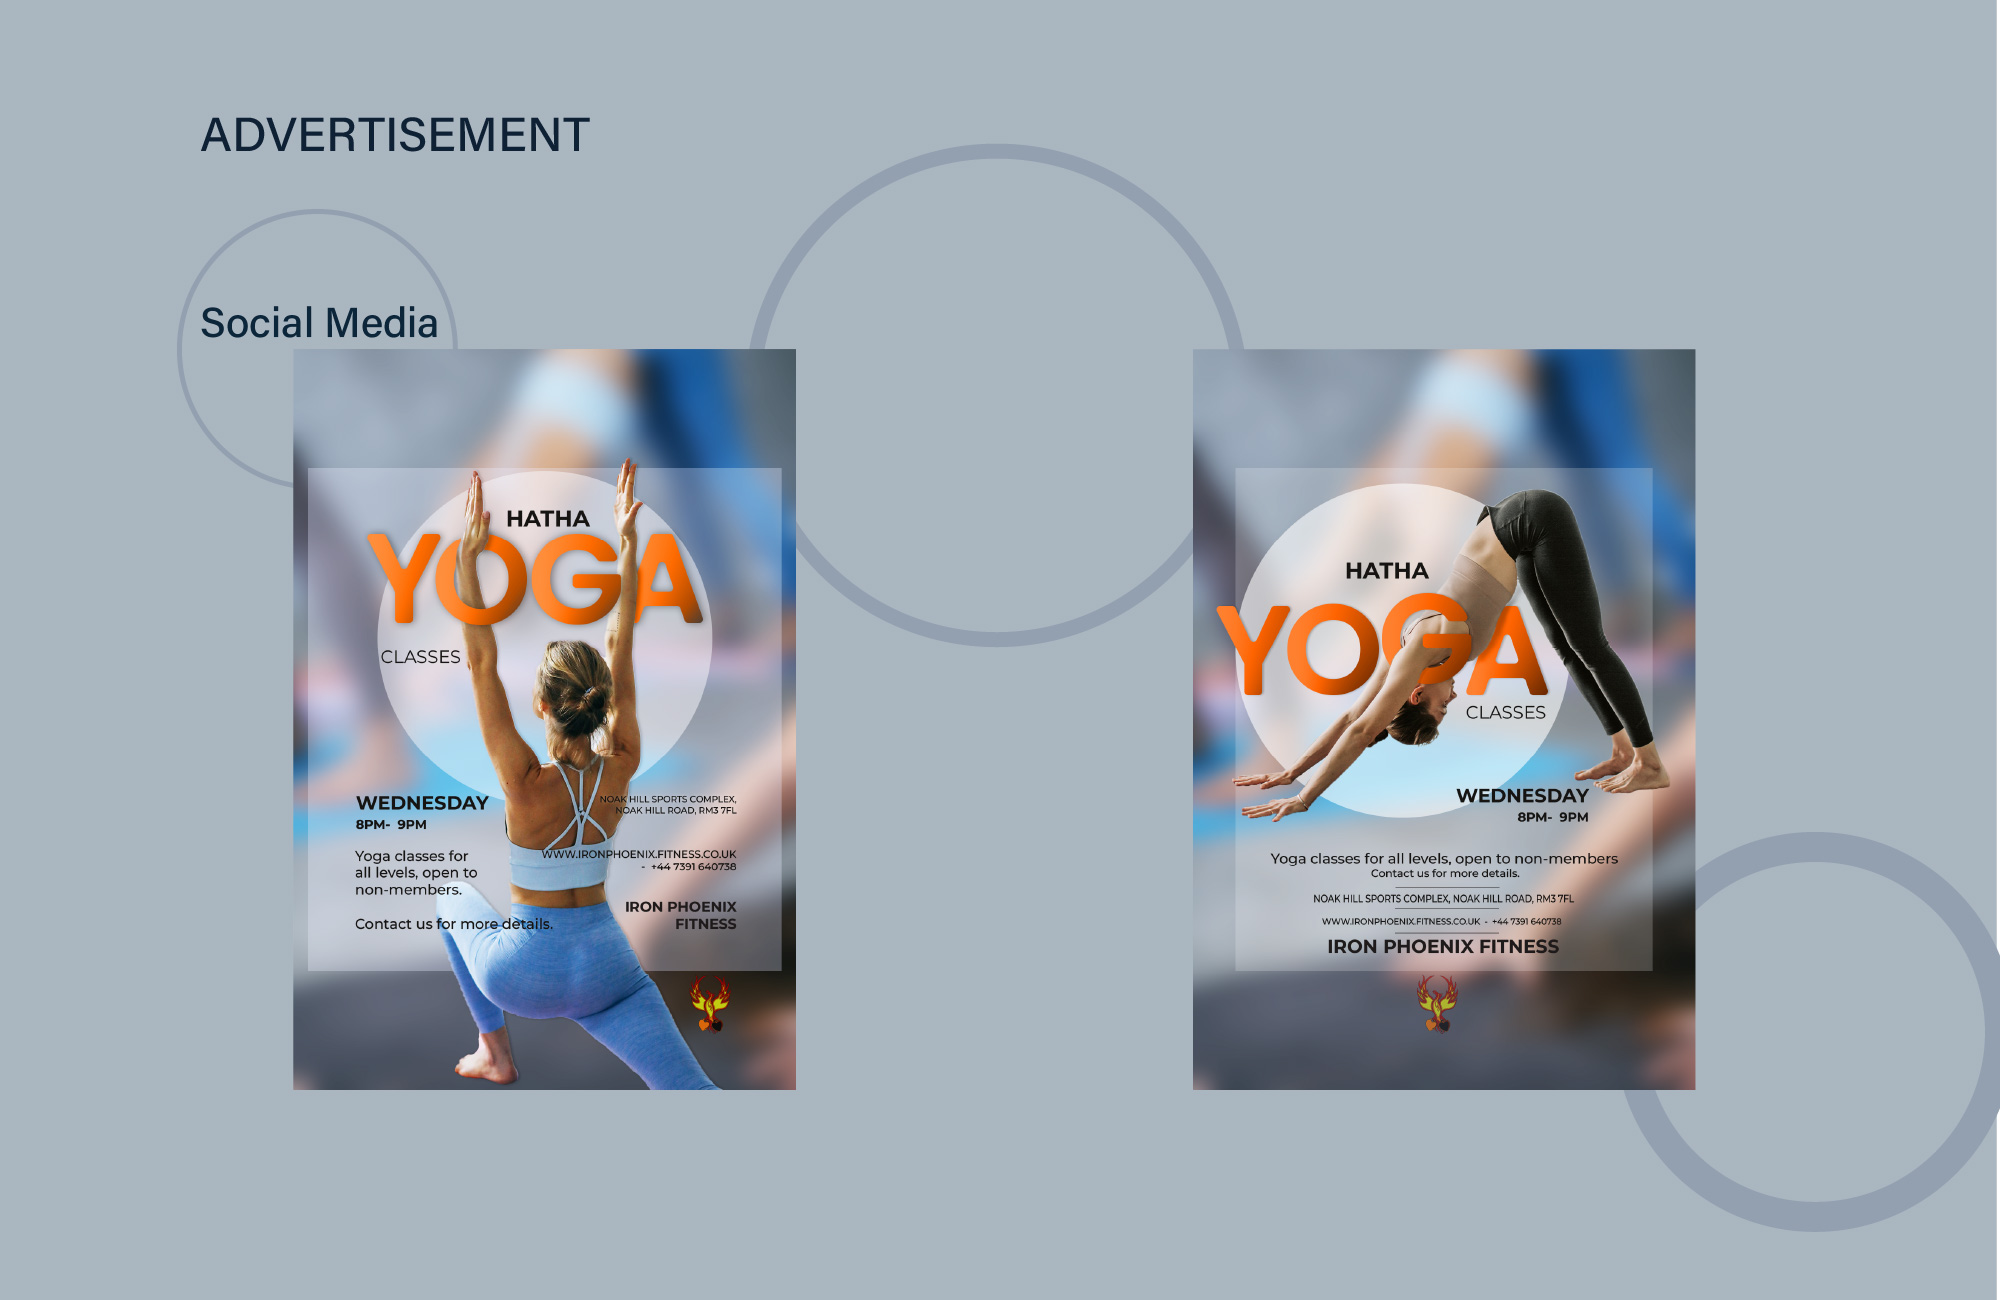 ADVERTISEMENT
Social Media
HATHA
YOGA
CLASSES
WEDNESDAY
8PM-  9PM
Yoga classes for
all levels, open to
non-members.
Contact us for more details.
NOAK HILL SPORTS COMPLEX,
NOAK HILL ROAD, RM3 7FL
WWW.IRONPHOENIX.FITNESS.CO.UK
-  +44 7391 640738
IRON PHOENIX
FITNESS
HATHA
YOGA
CLASSES
WEDNESDAY
8PM-  9PM
Yoga classes for all levels, open to non-members
Contact us for more details.
NOAK HILL SPORTS COMPLEX, NOAK HILL ROAD, RM3 7FL
WWW.IRONPHOENIX.FITNESS.CO.UK  -  +44 7391 640738
IRON PHOENIX FITNESS